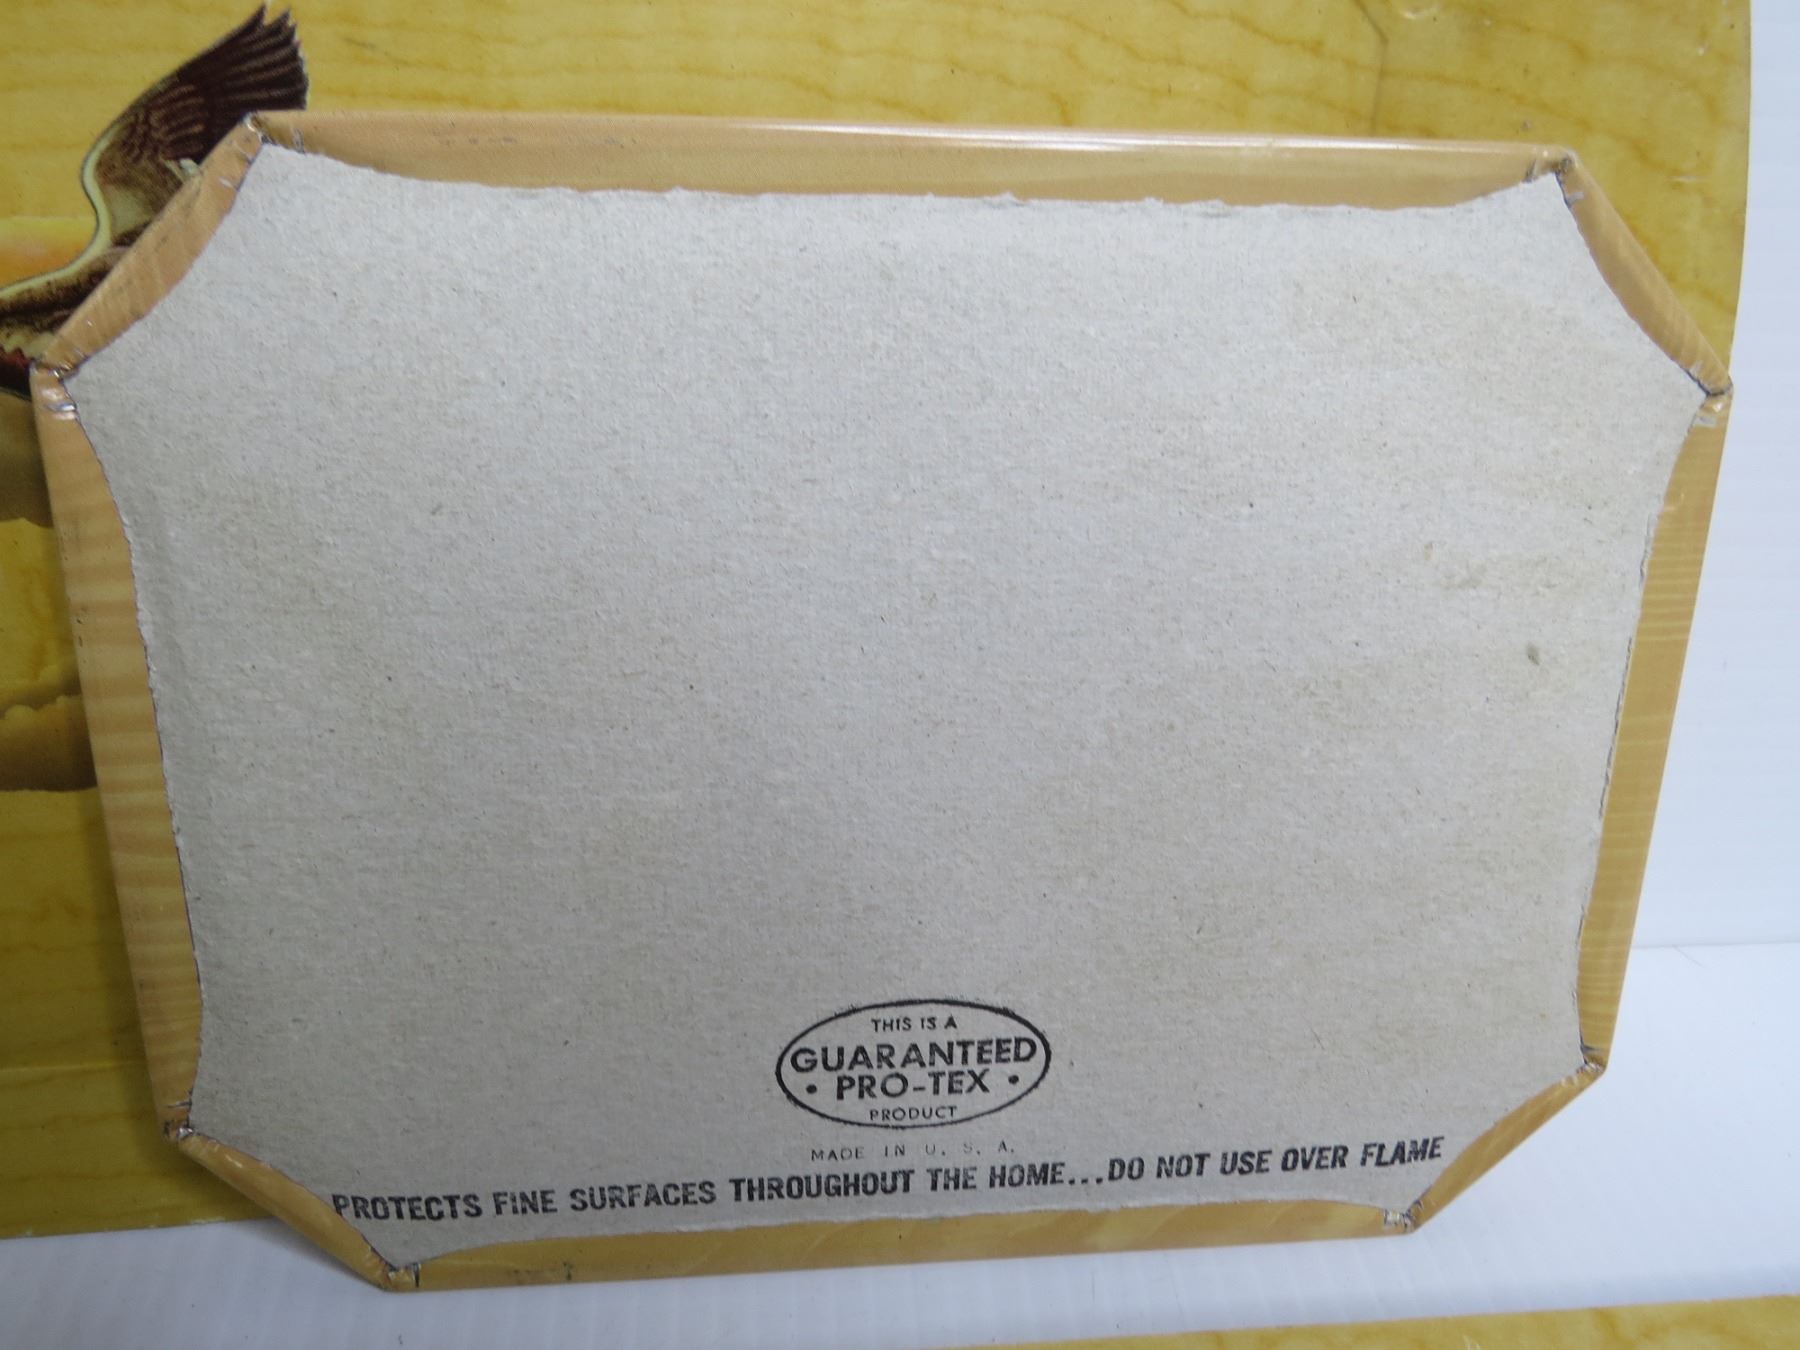 THIS IS A
GUARANTEED
• PRO-TEX •
PRODUCT
MADE IN U. S. A.
PROTECTS FINE SURFACES THROUGHOUT THE HOME...DO NOT USE OVER FLAME